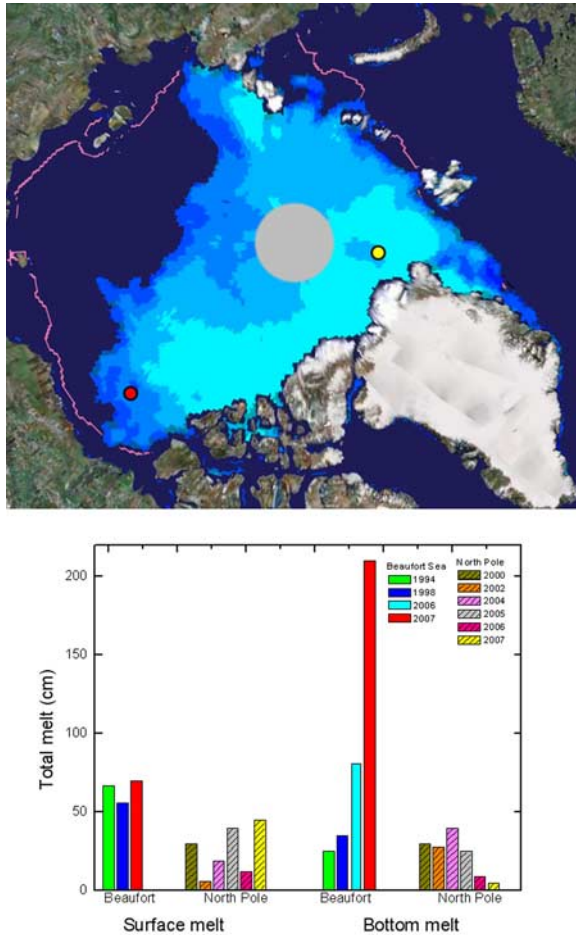 200
150
100
50
0
Total melt (cm)
Beaufort Sea
1994
1998
2006
2007
North Pole
2000
2002
2004
2005
2006
2007
Beaufort
North Pole
Beaufort
North Pole
Surface melt
Bottom melt